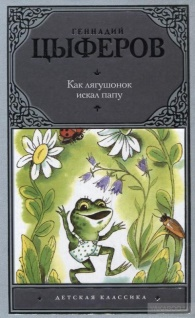 ГЕННАДИЙ
ЦЫФЕРОВ
Как лягушонок
искал папу
ДЕТСКАЯ КЛАССИКА